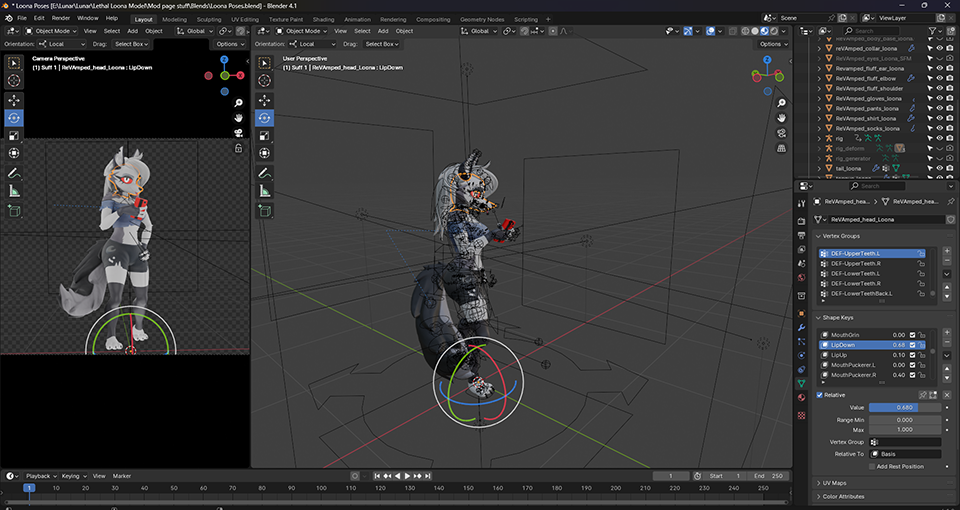 * Loona Poses [E:\Lunar\Lunar\Lethal Loona Model\Mod page stuff\Blends\Loona Poses.blend] - Blender 4.1
File Edit Render Window Help Layout Modeling Sculpting UV Editing Texture Paint Shading Animation Rendering Compositing Geometry Nodes Scripting Scene ViewLayer
Object Mode View Select Add Object Global Object Mode View Select Add Object Global Search
Orientation: Local Drag: Select Box Options Orientation: Local Drag: Select Box Options
Camera Perspective
(1) Suff 1 | ReVAmped_head_Loona : LipDown
User Perspective
(1) Suff 1 | ReVAmped_head_Loona : LipDown
Z
X
Z
ReVAmped_body_base_loona
ReVAmped_collar_loona
ReVAmped_eyes_Loona_SFM
Revamped_fluff_ear_loona
ReVAmped_fluff_elbow
ReVAmped_fluff_shoulder
ReVAmped_gloves_loona
ReVAmped_pants_loona
ReVAmped_shirt_loona
ReVAmped_socks_loona
rig
rig_deform
rig_generator
tail_loona
Search
ReVAmped_hea... ReVAmped_he...
ReVAmped_head_Loona
Vertex Groups
DEF-UpperTeeth.L
DEF-UpperTeeth.R
DEF-LowerTeeth.L
DEF-LowerTeeth.R
DEF-LowerTeethBack.L
Shape Keys
MouthGrin 0.00
LipDown 0.68
LipUp 0.10
MouthPuckerer.L 0.00
MouthPuckerer.R 0.40
Relative
Value 0.680
Range Min 0.000
Max 1.000
Vertex Group
Relative To Basis
Add Rest Position
UV Maps
Color Attributes
Playback Keying View Marker 1 Start 1 End 250
1 10 20 30 40 50 60 70 80 90 100 110 120 130 140 150 160 170 180 190 200 210 220 230 240 250